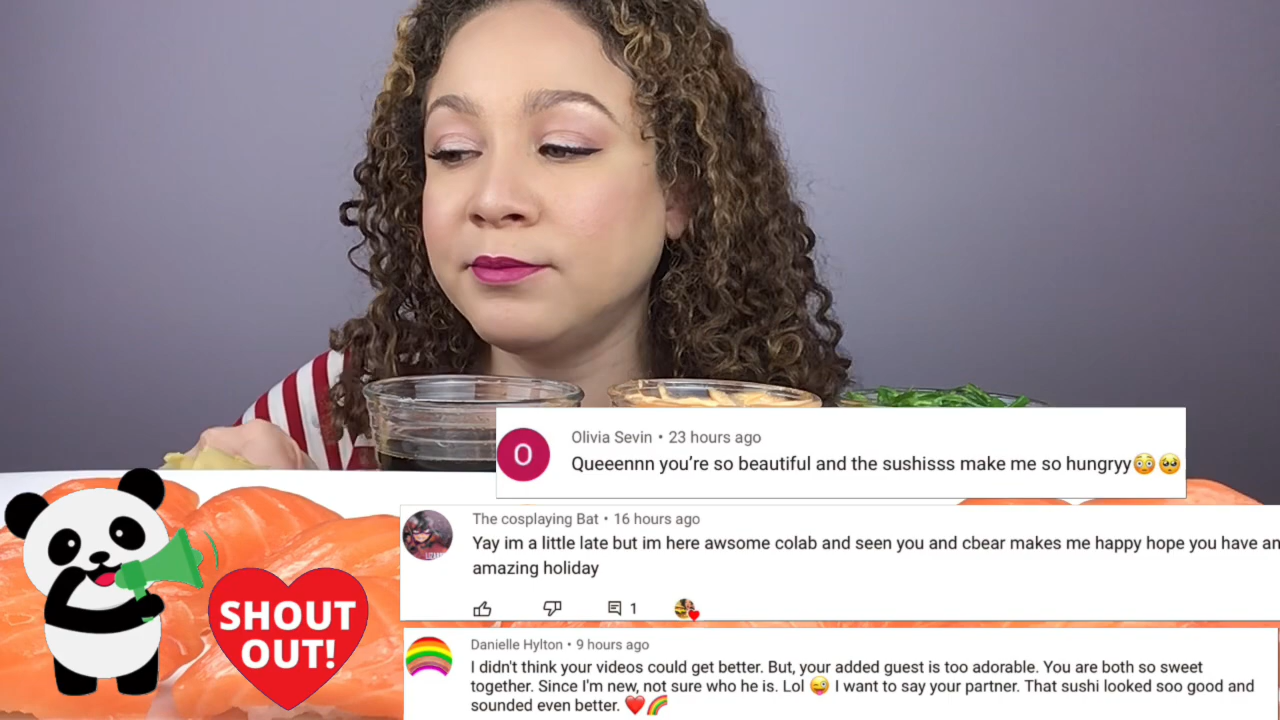 Olivia Sevin • 23 hours ago
Queeennn you’re so beautiful and the sushisss make me so hungryy😳🥺
The cosplaying Bat • 16 hours ago
Yay im a little late but im here awsome colab and seen you and cbear makes me happy hope you have an
amazing holiday
1
Danielle Hylton • 9 hours ago
I didn't think your videos could get better. But, your added guest is too adorable. You are both so sweet
together. Since I'm new, not sure who he is. Lol 😜 I want to say your partner. That sushi looked soo good and
sounded even better. ❤️🌈
SHOUT
OUT!
O